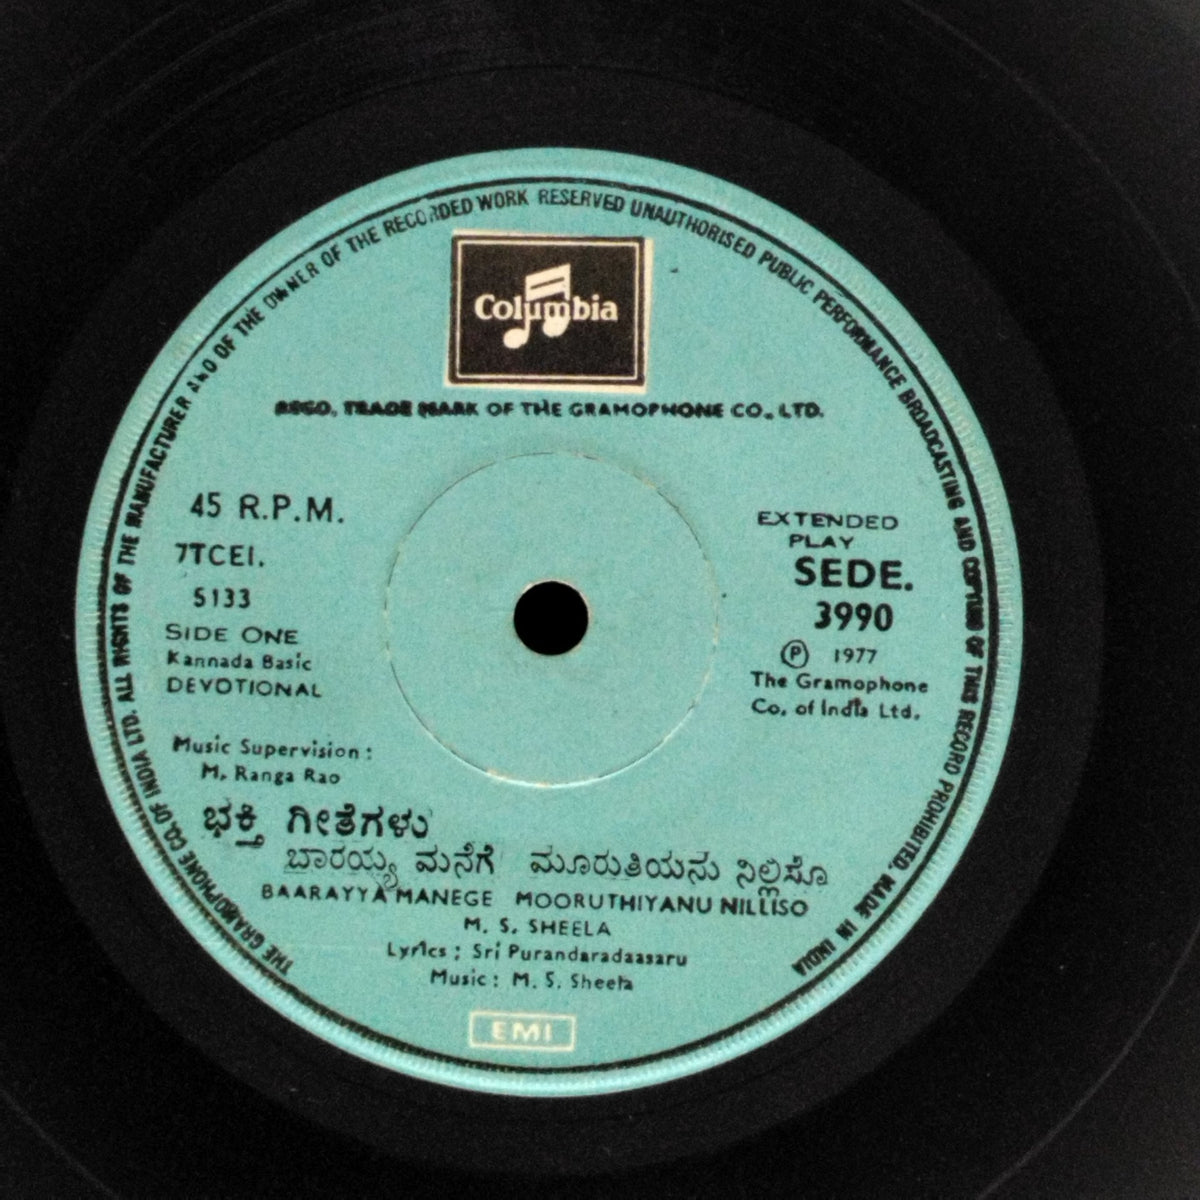 THE GRAMOPHONE CO. OF INDIA LTD. ALL RIGHTS OF THE MANUFACTURER AND OF THE OWNER OF THE RECORDED WORK RESERVED UNAUTHORISED PUBLIC PERFORMANCE BROADCASTING AND COPYING OF THIS RECORD PROHIBITED. MADE IN INDIA
Columbia
REGD. TRADE MARK OF THE GRAMOPHONE CO., LTD.
45 R.P.M.
7TCEI.
5133
SIDE ONE
Kannada Basic
DEVOTIONAL
EXTENDED
PLAY
SEDE.
3990
Ⓟ 1977
The Gramophone
Co. of India Ltd.
Music Supervision:
M. Ranga Rao
ಭಕ್ತಿ ಗೀತೆಗಳು
ಬಾರಯ್ಯ ಮನೆಗೆ ಮೂರುತಿಯನು ನಿಲ್ಲಿಸೊ
BAARAYYA MANEGE MOORUTHIYANU NILLISO
M. S. SHEELA
Lyrics: Sri Purandaradaasaru
Music: M. S. Sheela
EMI